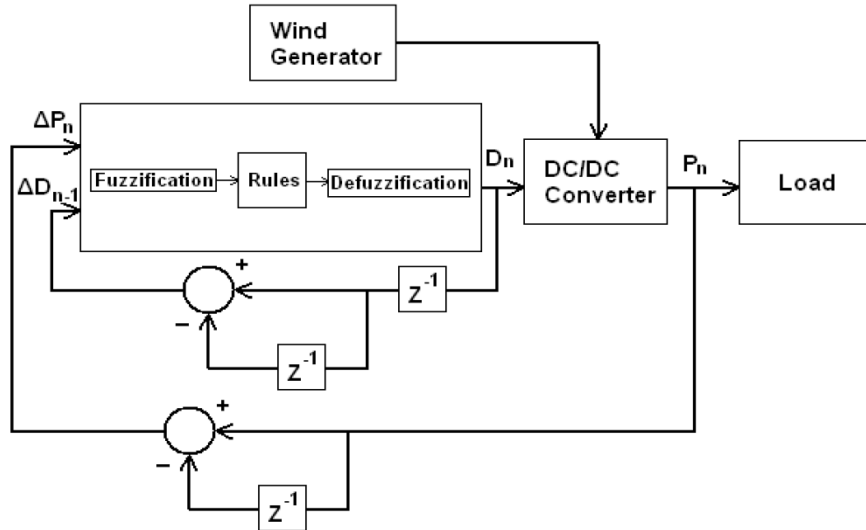 Wind
Generator
ΔPₙ
ΔDₙ₋₁
Fuzzification
Rules
Defuzzification
Dₙ
DC/DC
Converter
Pₙ
Load
+
−
Z⁻¹
Z⁻¹
+
−
Z⁻¹